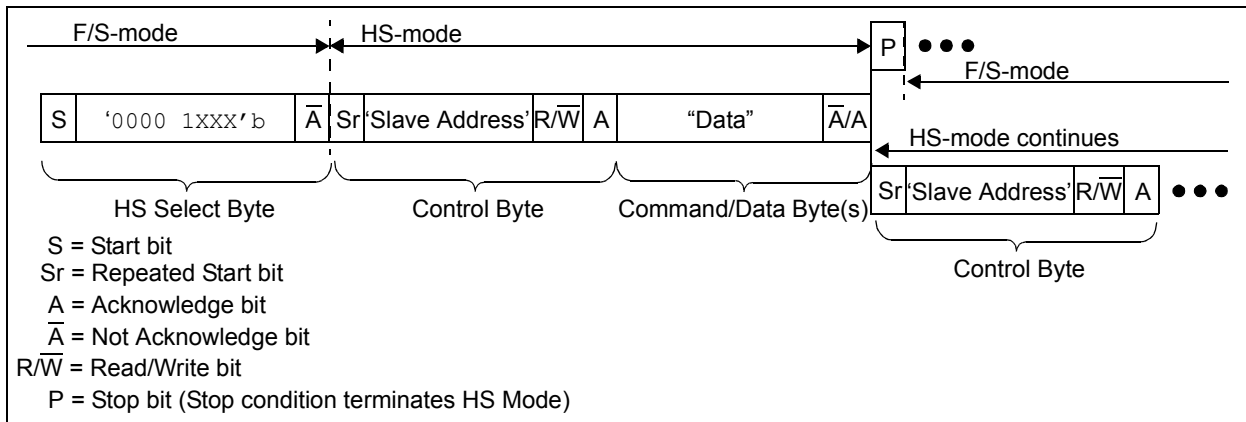 F/S-mode HS-mode P
F/S-mode
S '0000 1XXX'b A̅ Sr 'Slave Address' R/W̅ A "Data" A̅/A
HS-mode continues
Sr 'Slave Address' R/W̅ A
HS Select Byte Control Byte Command/Data Byte(s)
Control Byte
S = Start bit
Sr = Repeated Start bit
A = Acknowledge bit
A̅ = Not Acknowledge bit
R/W̅ = Read/Write bit
P = Stop bit (Stop condition terminates HS Mode)